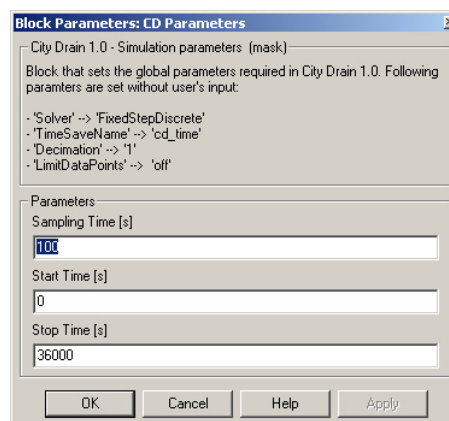 Block Parameters: CD Parameters
City Drain 1.0 - Simulation parameters (mask)
Block that sets the global parameters required in City Drain 1.0. Following
paramters are set without user's input:
- 'Solver' --> 'FixedStepDiscrete'
- 'TimeSaveName' --> 'cd_time'
- 'Decimation' --> '1'
- 'LimitDataPoints' --> 'off'
Parameters
Sampling Time [s]
100
Start Time [s]
0
Stop Time [s]
36000
OK Cancel Help Apply